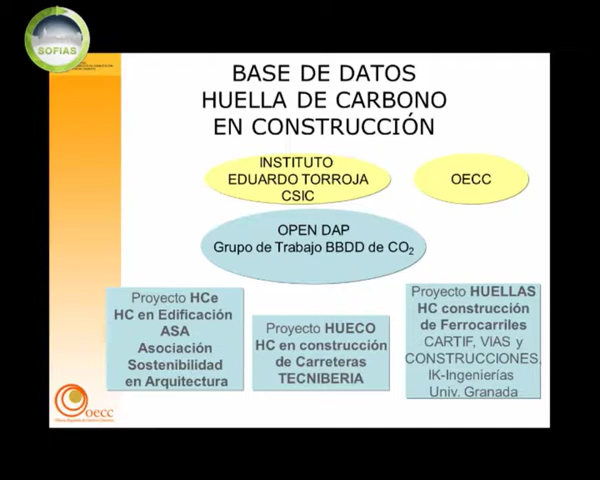 SOFIAS
BASE DE DATOS
HUELLA DE CARBONO
EN CONSTRUCCIÓN
INSTITUTO
EDUARDO TORROJA
CSIC
OECC
OPEN DAP
Grupo de Trabajo BBDD de CO₂
Proyecto HCe
HC en Edificación
ASA
Asociación
Sostenibilidad
en Arquitectura
Proyecto HUECO
HC en construcción
de Carreteras
TECNIBERIA
Proyecto HUELLAS
HC construcción
de Ferrocarriles
CARTIF, VIAS y
CONSTRUCCIONES,
IK-Ingenierías
Univ. Granada
oecc